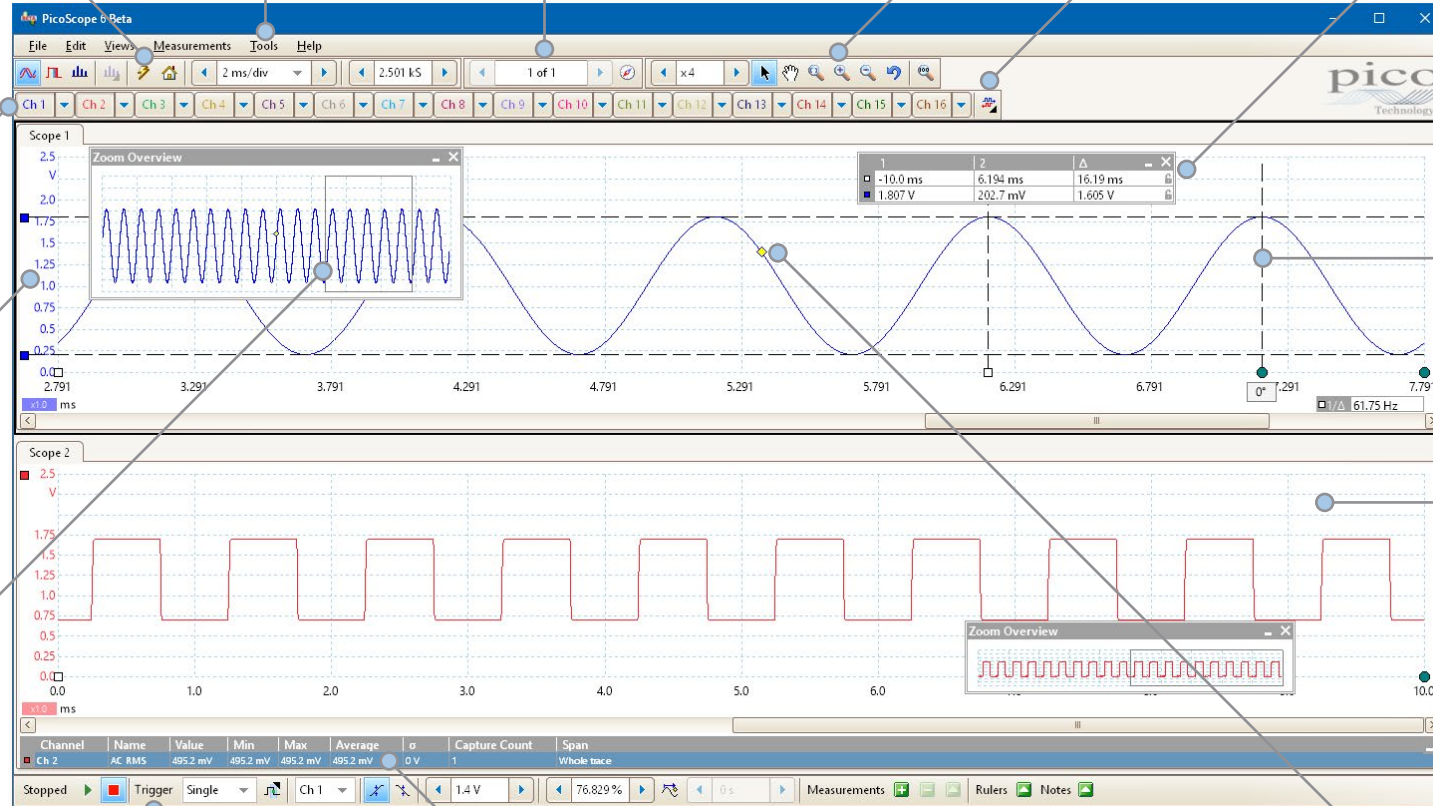 PicoScope 6 Beta
File Edit Views Measurements Tools Help
2 ms/div 2.501 kS 1 of 1 x4
pico
Technology
Ch 1 Ch 2 Ch 3 Ch 4 Ch 5 Ch 6 Ch 7 Ch 8 Ch 9 Ch 10 Ch 11 Ch 12 Ch 13 Ch 14 Ch 15 Ch 16
Scope 1
2.5
V
2.0
1.75
1.5
1.25
1.0
0.75
0.5
0.25
0.0
Zoom Overview
1 2 Δ
-10.0 ms 6.194 ms 16.19 ms
1.807 V 202.7 mV 1.605 V
2.791 3.291 3.791 4.291 4.791 5.291 5.791 6.291 6.791 7.291 7.791
0°
x1.0 ms
1/Δ 61.75 Hz
Scope 2
2.5
V
1.75
1.5
1.25
1.0
0.75
0.5
0.25
0.0
Zoom Overview
0.0 1.0 2.0 3.0 4.0 5.0 6.0 10.0
x1.0 ms
Channel Name Value Min Max Average σ Capture Count Span
Ch 2 AC RMS 495.2 mV 495.2 mV 495.2 mV 495.2 mV 0 V 1 Whole trace
Stopped Trigger Single Ch 1 1.4 V 76.829 % 0 s Measurements Rulers Notes